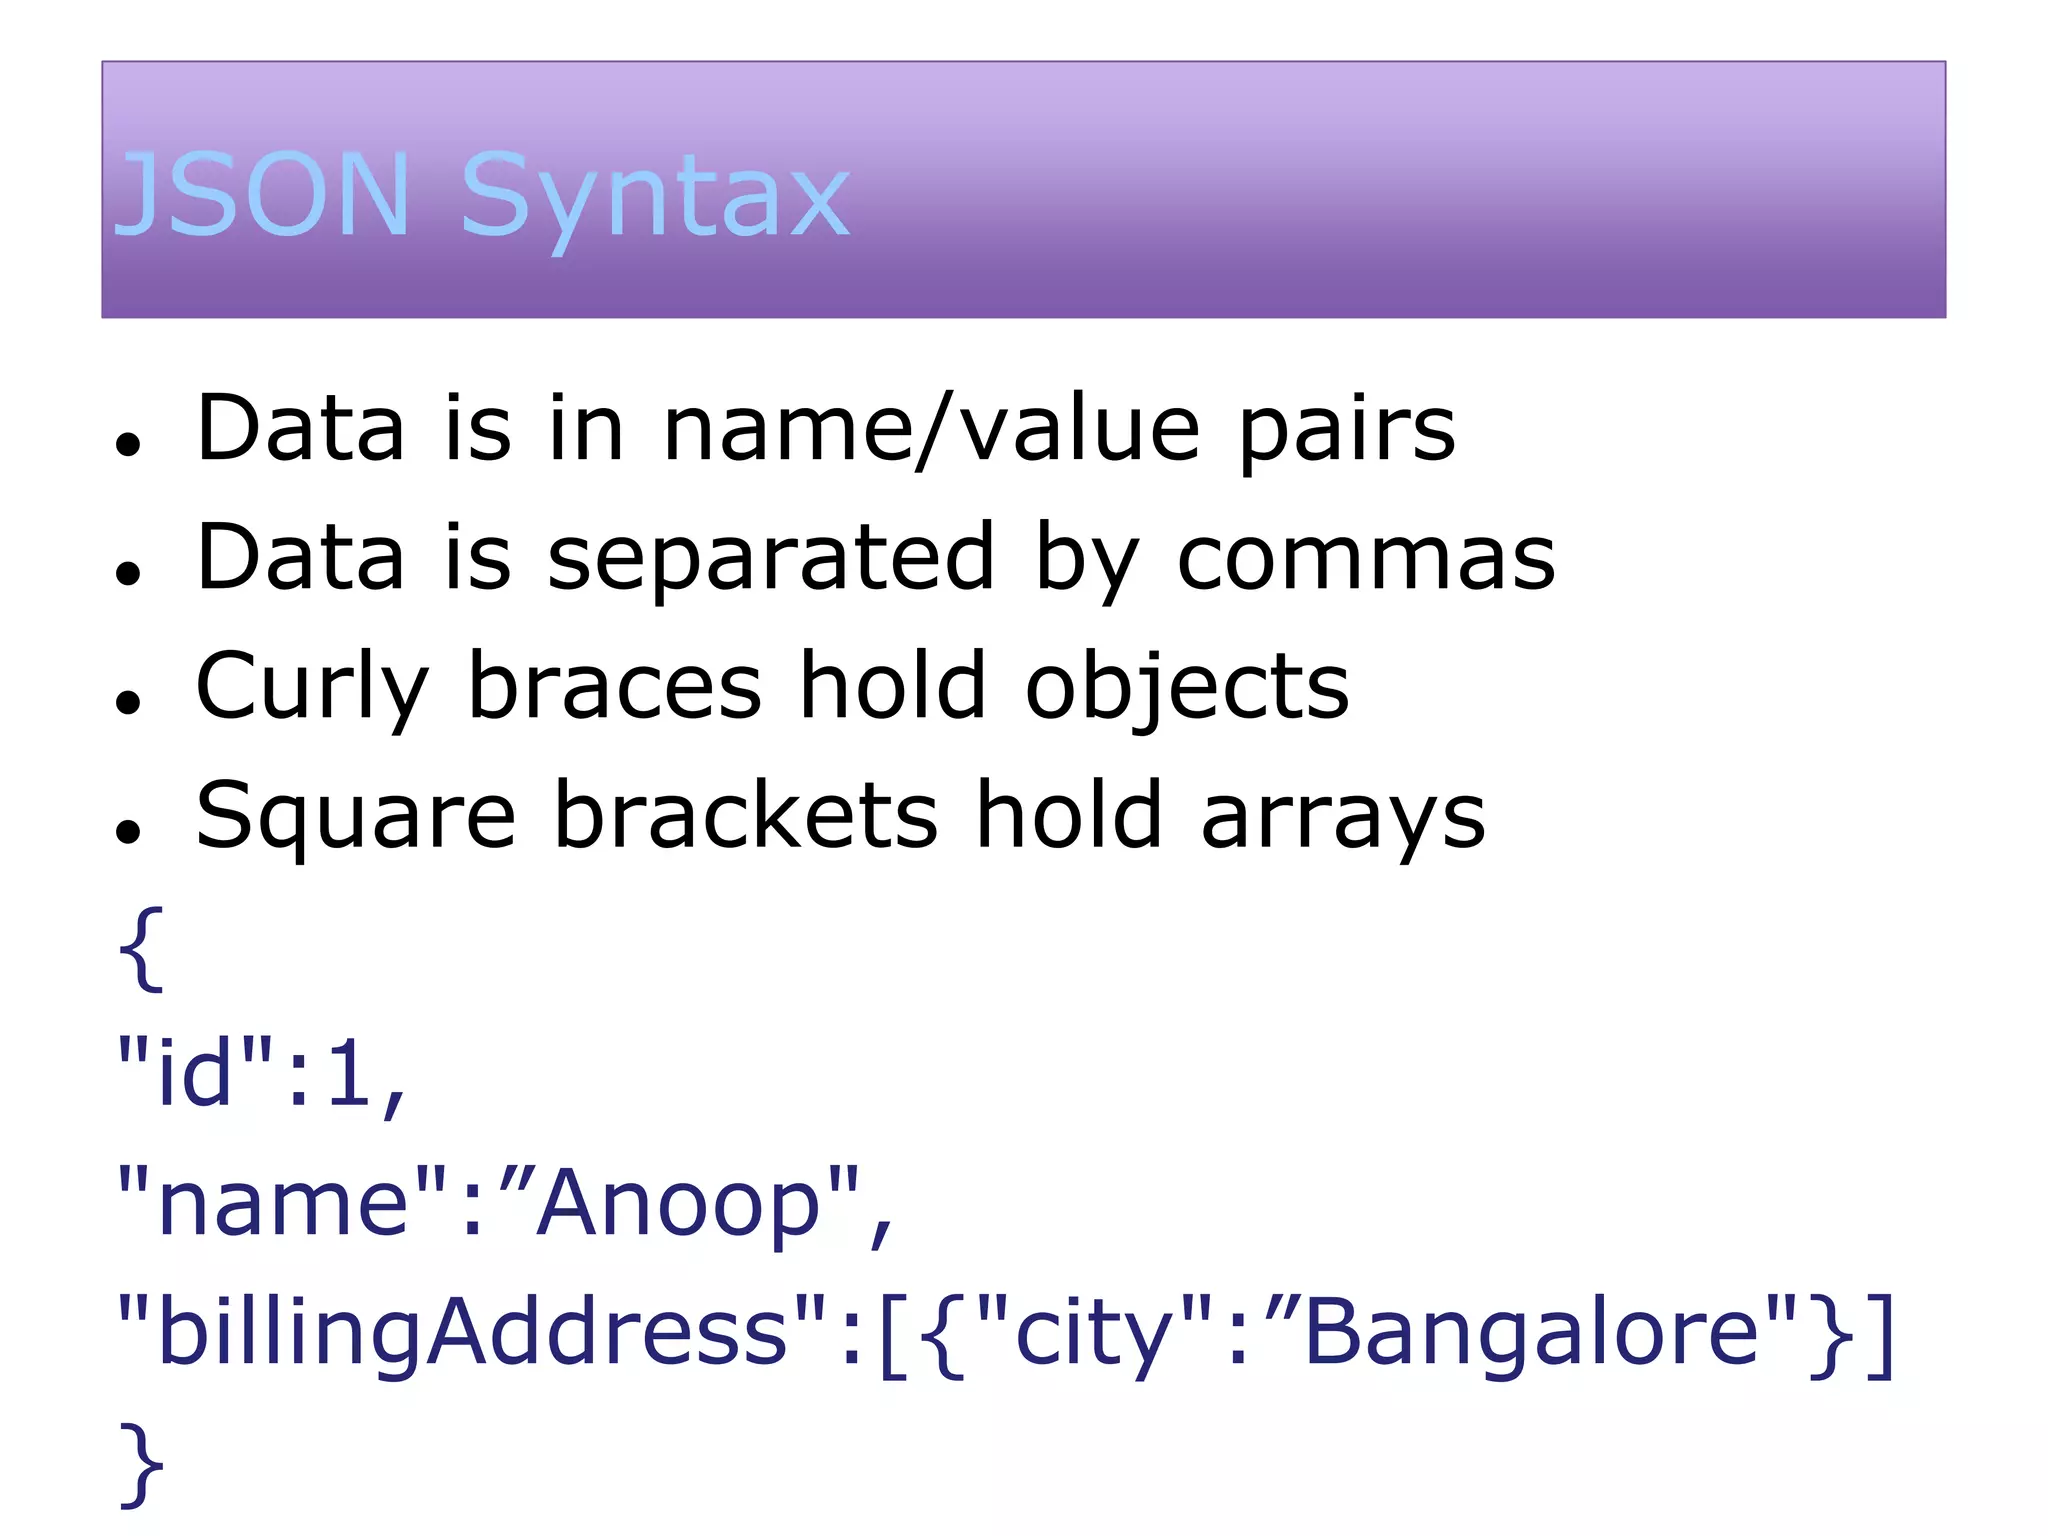 JSON Syntax
● Data is in name/value pairs
● Data is separated by commas
● Curly braces hold objects
● Square brackets hold arrays
{
"id":1,
"name":”Anoop",
"billingAddress":[{"city":”Bangalore"}]
}